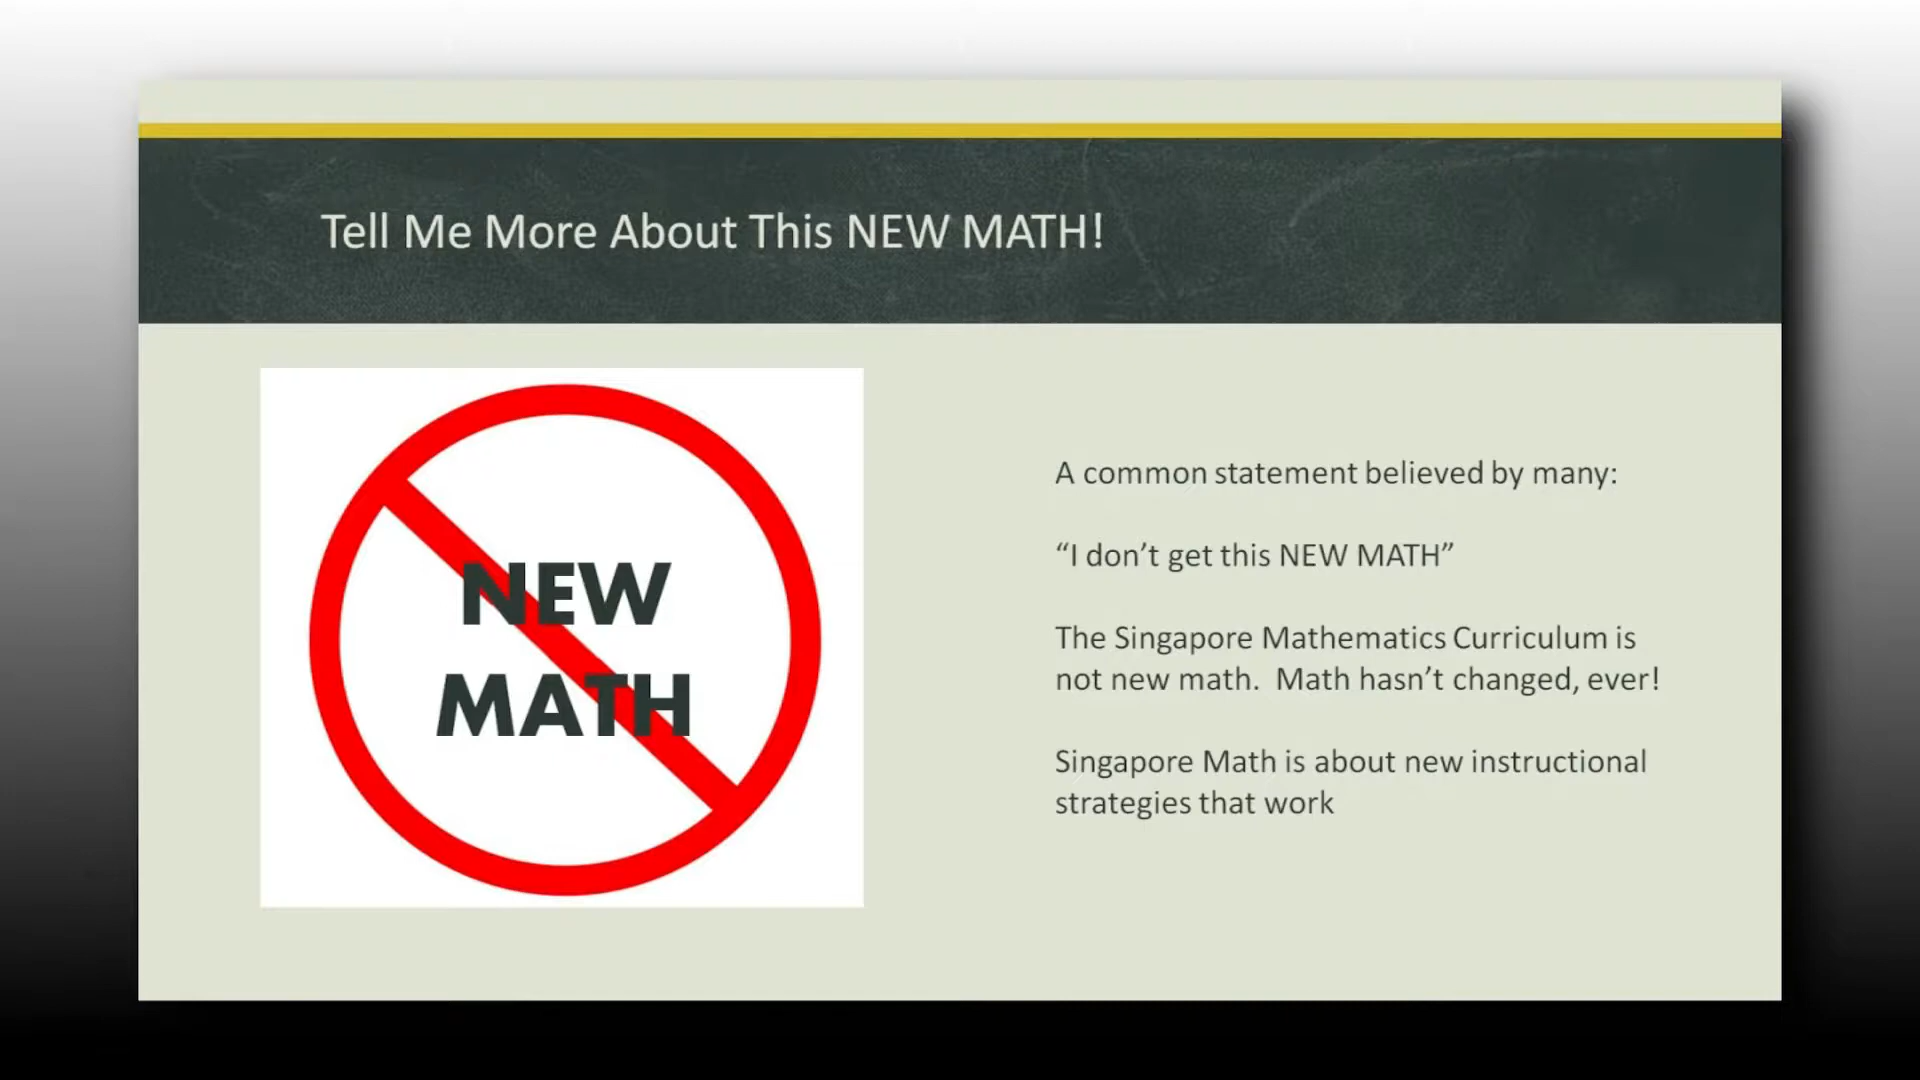 Tell Me More About This NEW MATH!
NEW
MATH
A common statement believed by many:
“I don’t get this NEW MATH”
The Singapore Mathematics Curriculum is
not new math.  Math hasn’t changed, ever!
Singapore Math is about new instructional
strategies that work